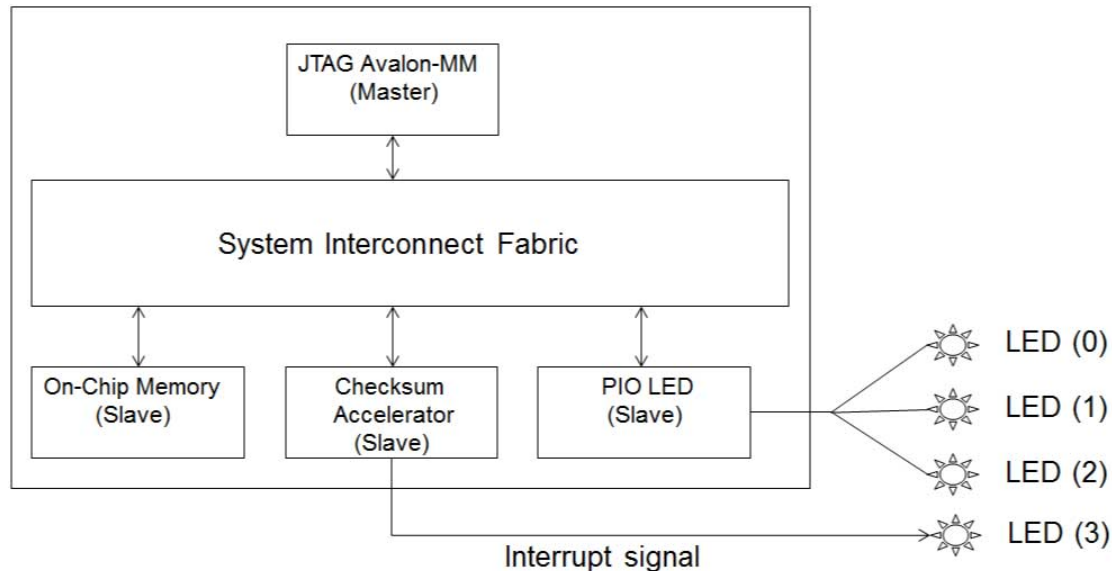 JTAG Avalon-MM
(Master)
System Interconnect Fabric
On-Chip Memory
(Slave)
Checksum
Accelerator
(Slave)
PIO LED
(Slave)
LED (0)
LED (1)
LED (2)
LED (3)
Interrupt signal